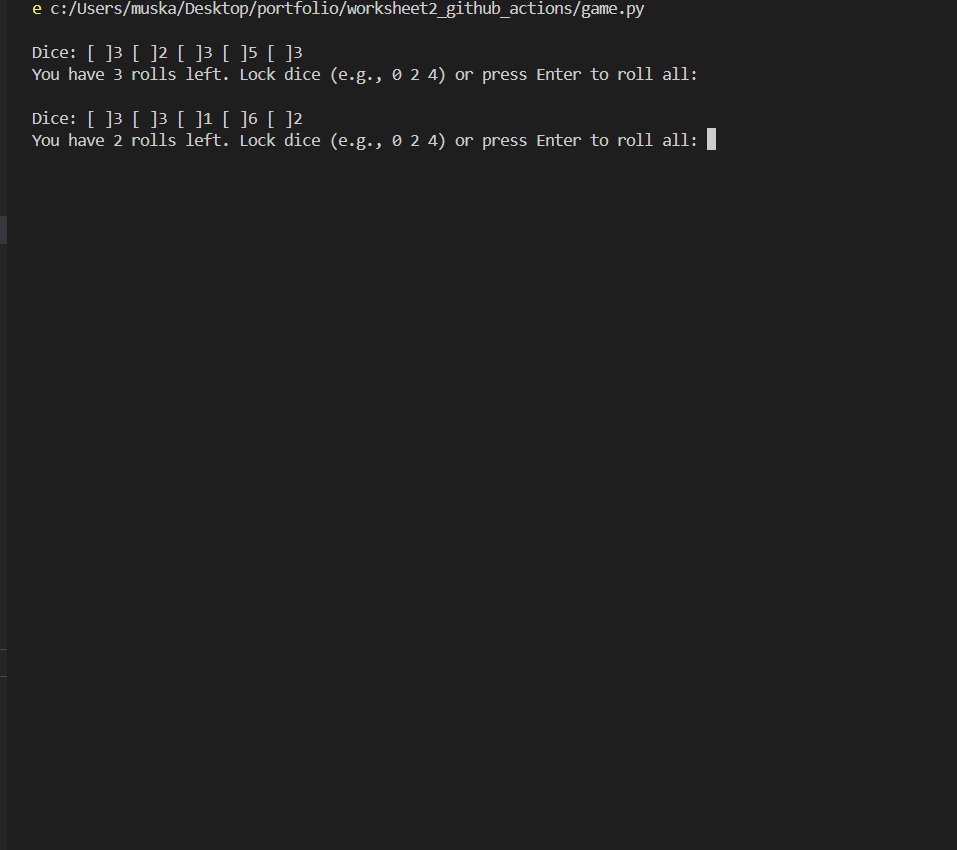 e c:/Users/muska/Desktop/portfolio/worksheet2_github_actions/game.py
Dice: [ ]3 [ ]2 [ ]3 [ ]5 [ ]3
You have 3 rolls left. Lock dice (e.g., 0 2 4) or press Enter to roll all:
Dice: [ ]3 [ ]3 [ ]1 [ ]6 [ ]2
You have 2 rolls left. Lock dice (e.g., 0 2 4) or press Enter to roll all: